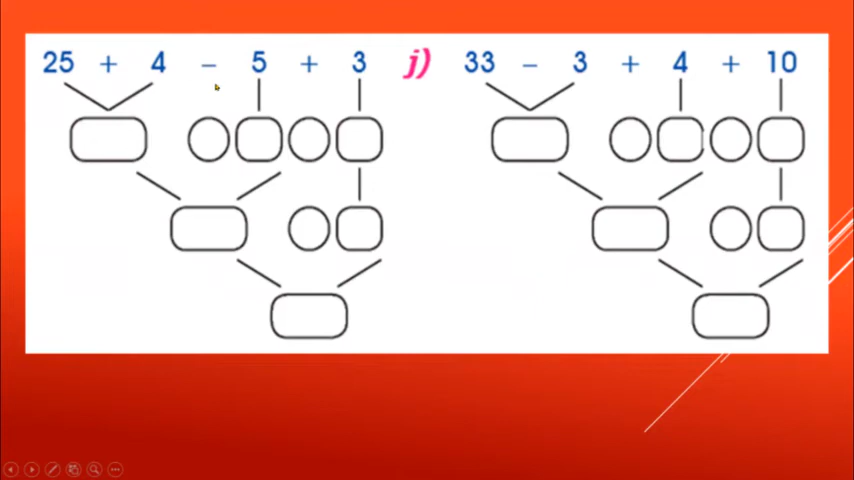 25 + 4 – 5 + 3
j) 33 – 3 + 4 + 10